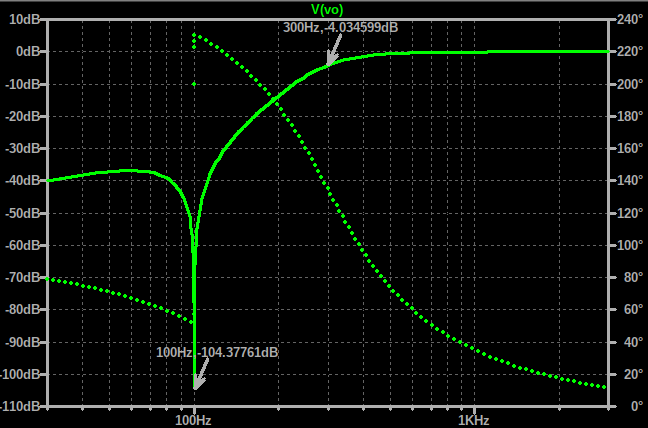 V(vo)
10dB
240°
300Hz,-4.034599dB
0dB
220°
-10dB
200°
-20dB
180°
-30dB
160°
-40dB
140°
-50dB
120°
-60dB
100°
-70dB
80°
-80dB
60°
-90dB
40°
100Hz,-104.37761dB
-100dB
20°
-110dB
0°
100Hz
1KHz